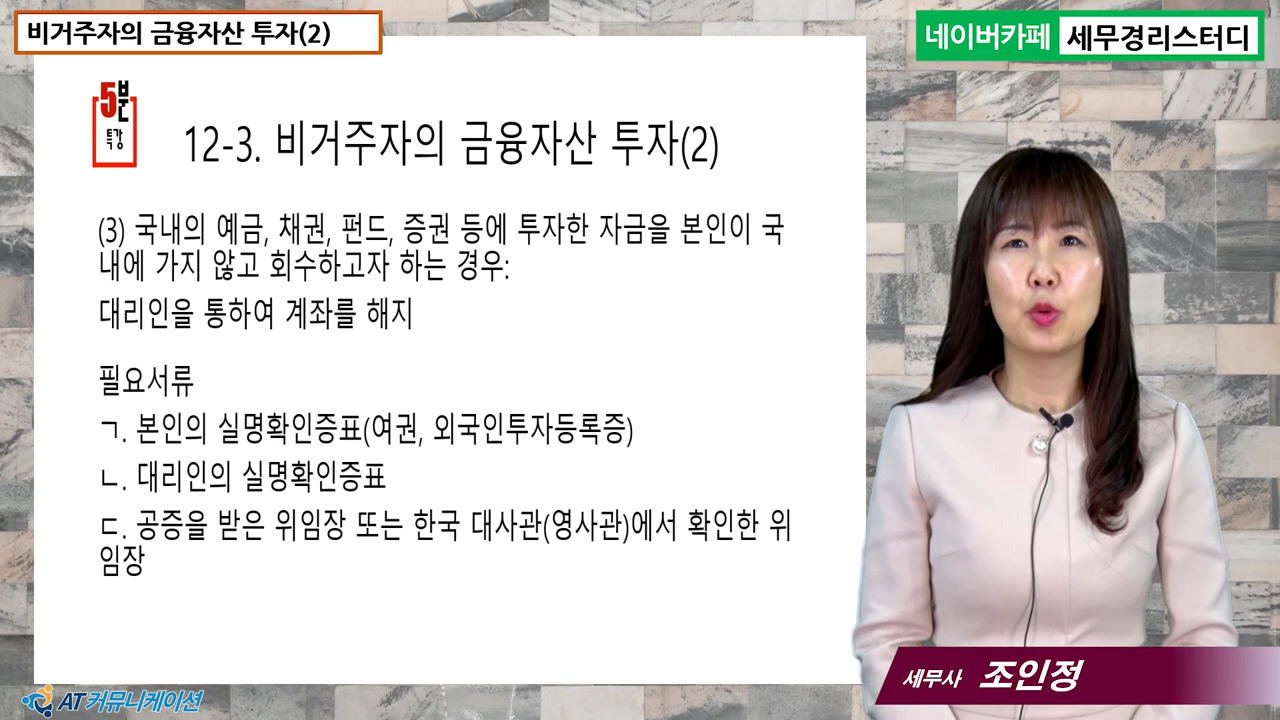 비거주자의 금융자산 투자(2)
네이버카페 세무경리스터디
5분
특강
12-3. 비거주자의 금융자산 투자(2)
(3) 국내의 예금, 채권, 펀드, 증권 등에 투자한 자금을 본인이 국
내에 가지 않고 회수하고자 하는 경우:
대리인을 통하여 계좌를 해지
필요서류
ㄱ. 본인의 실명확인증표(여권, 외국인투자등록증)
ㄴ. 대리인의 실명확인증표
ㄷ. 공증을 받은 위임장 또는 한국 대사관(영사관)에서 확인한 위
임장
세무사 조인정
AT커뮤니케이션